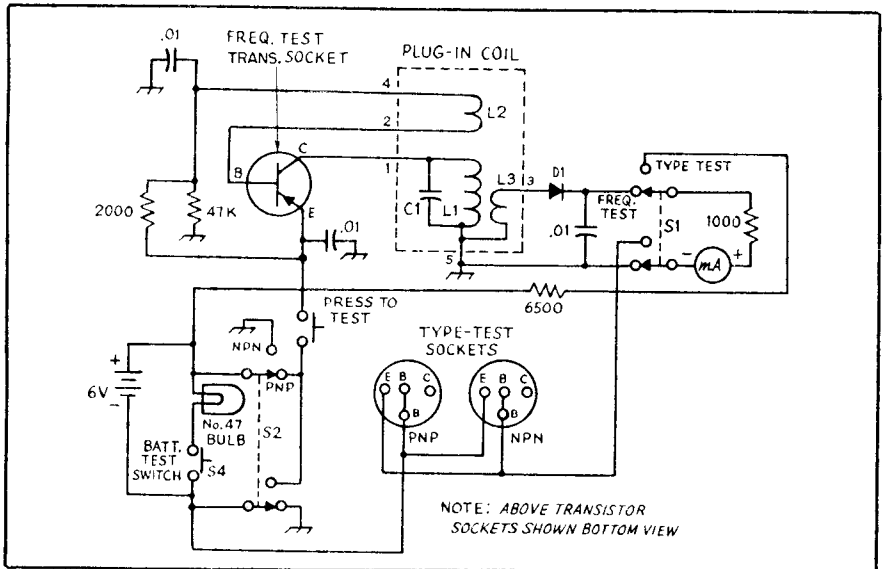 .01
FREQ. TEST
TRANS. SOCKET
PLUG-IN COIL
4
L2
2
C
1
B
E
C1
L1
L3
3
D1
TYPE TEST
FREQ.
TEST
S1
1000
.01
5
- mA +
2000
47K
.01
6500
PRESS TO
TEST
NPN
PNP
+
6V
-
No. 47
BULB
S2
BATT.
TEST
SWITCH
S4
TYPE-TEST
SOCKETS
E B C
B
PNP
E B C
B
NPN
NOTE: ABOVE TRANSISTOR
SOCKETS SHOWN BOTTOM VIEW